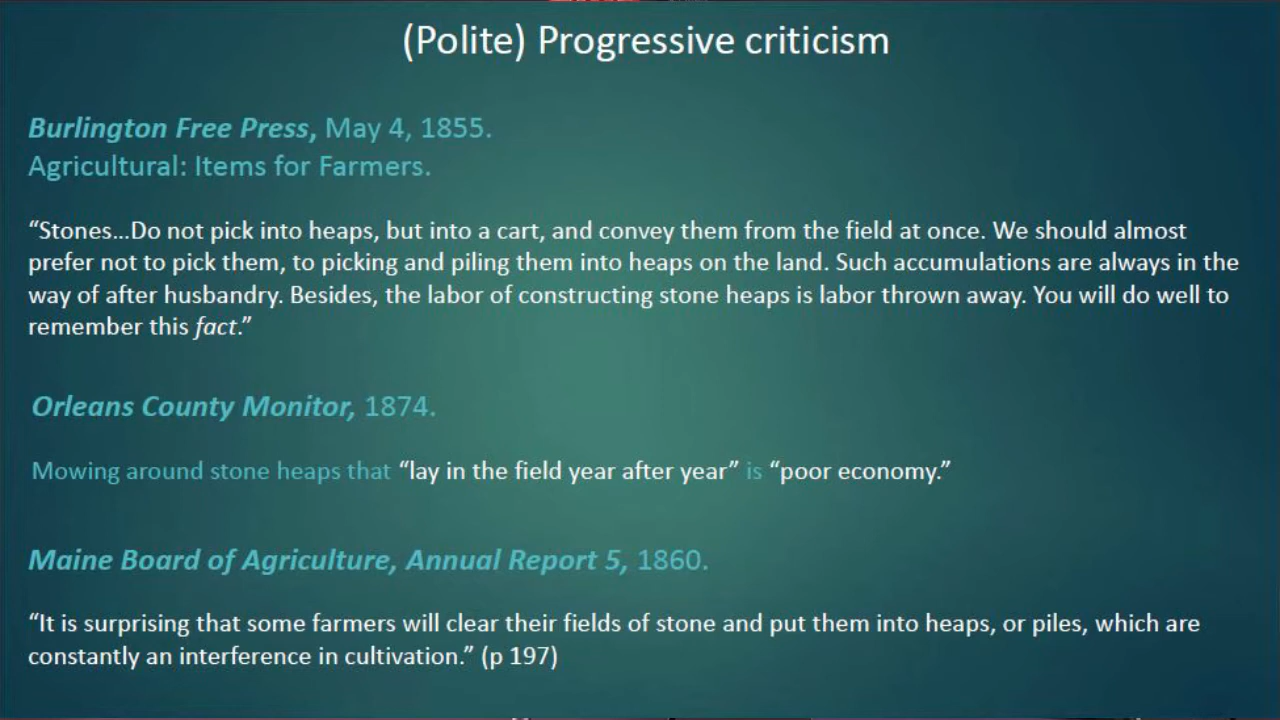 (Polite) Progressive criticism
Burlington Free Press, May 4, 1855.
Agricultural: Items for Farmers.
“Stones…Do not pick into heaps, but into a cart, and convey them from the field at once. We should almost
prefer not to pick them, to picking and piling them into heaps on the land. Such accumulations are always in the
way of after husbandry. Besides, the labor of constructing stone heaps is labor thrown away. You will do well to
remember this fact.”
Orleans County Monitor, 1874.
Mowing around stone heaps that “lay in the field year after year” is “poor economy.”
Maine Board of Agriculture, Annual Report 5, 1860.
“It is surprising that some farmers will clear their fields of stone and put them into heaps, or piles, which are
constantly an interference in cultivation.” (p 197)